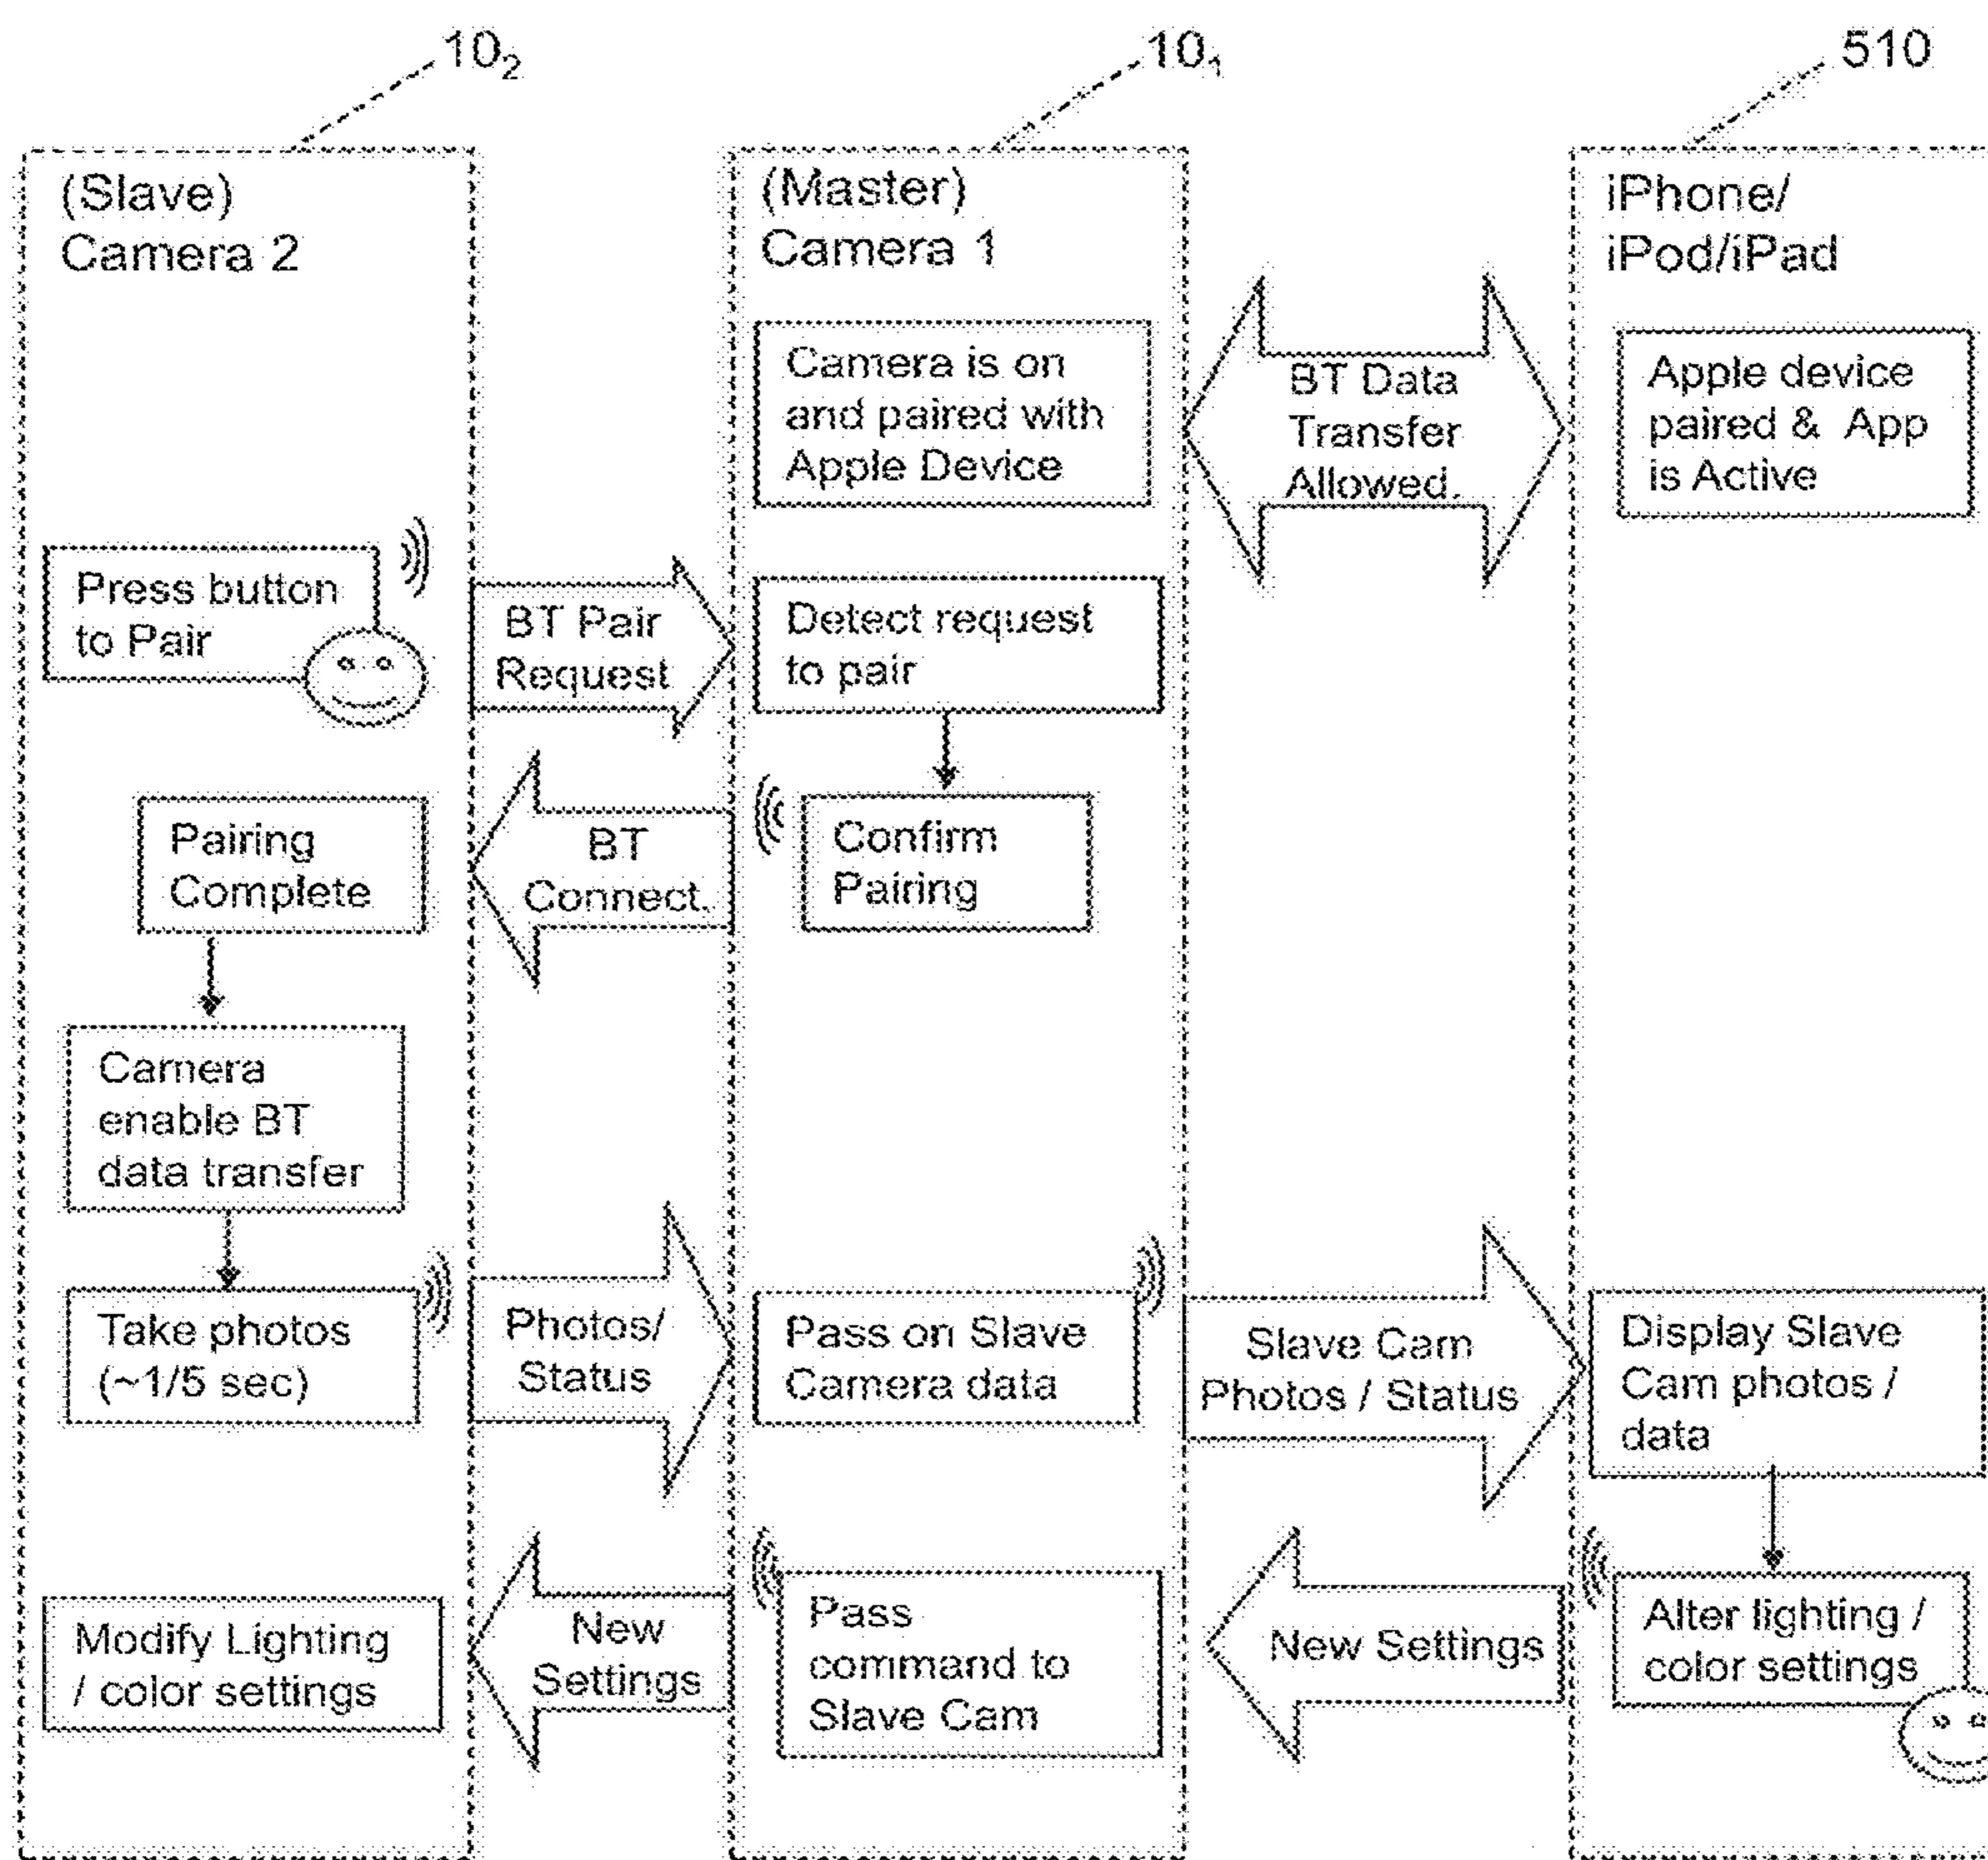 10₂
10₁
510
(Slave)
Camera 2
(Master)
Camera 1
iPhone/
iPod/iPad
Camera is on
and paired with
Apple Device
BT Data
Transfer
Allowed.
Apple device
paired & App
is Active
Press button
to Pair
BT Pair
Request
Detect request
to pair
Pairing
Complete
BT
Connect.
Confirm
Pairing
Camera
enable BT
data transfer
Take photos
(~1/5 sec)
Photos/
Status
Pass on Slave
Camera data
Slave Cam
Photos / Status
Display Slave
Cam photos /
data
Modify Lighting
/ color settings
New
Settings
Pass
command to
Slave Cam
New Settings
Alter lighting /
color settings